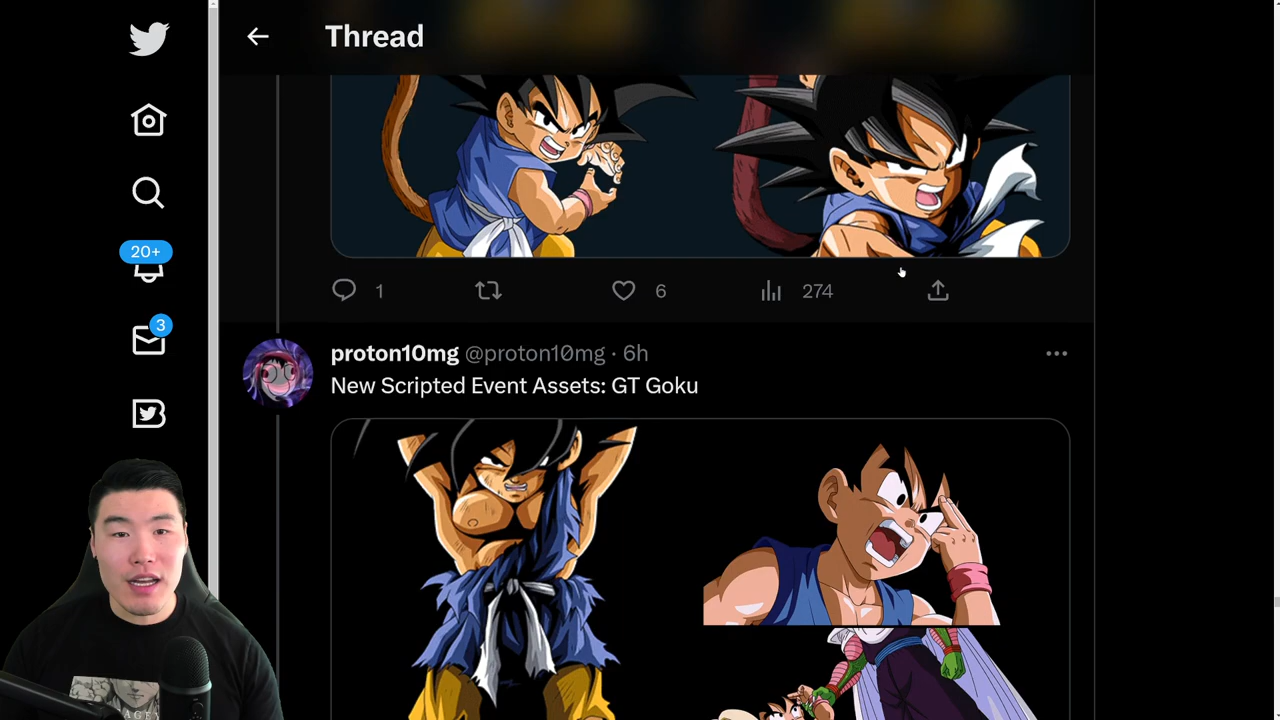 Thread
20+
3
1
6
274
proton10mg @proton10mg · 6h
New Scripted Event Assets: GT Goku